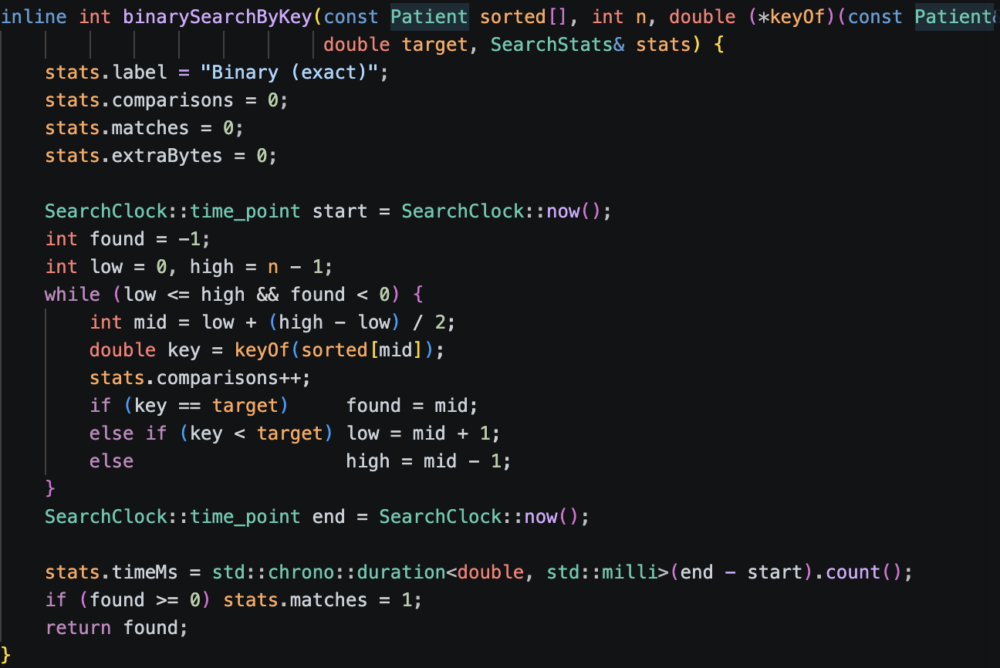 inline int binarySearchByKey(const Patient sorted[], int n, double (*keyOf)(const Patient&
double target, SearchStats& stats) {
stats.label = "Binary (exact)";
stats.comparisons = 0;
stats.matches = 0;
stats.extraBytes = 0;
SearchClock::time_point start = SearchClock::now();
int found = -1;
int low = 0, high = n - 1;
while (low <= high && found < 0) {
int mid = low + (high - low) / 2;
double key = keyOf(sorted[mid]);
stats.comparisons++;
if (key == target)     found = mid;
else if (key < target) low = mid + 1;
else                   high = mid - 1;
}
SearchClock::time_point end = SearchClock::now();
stats.timeMs = std::chrono::duration<double, std::milli>(end - start).count();
if (found >= 0) stats.matches = 1;
return found;
}